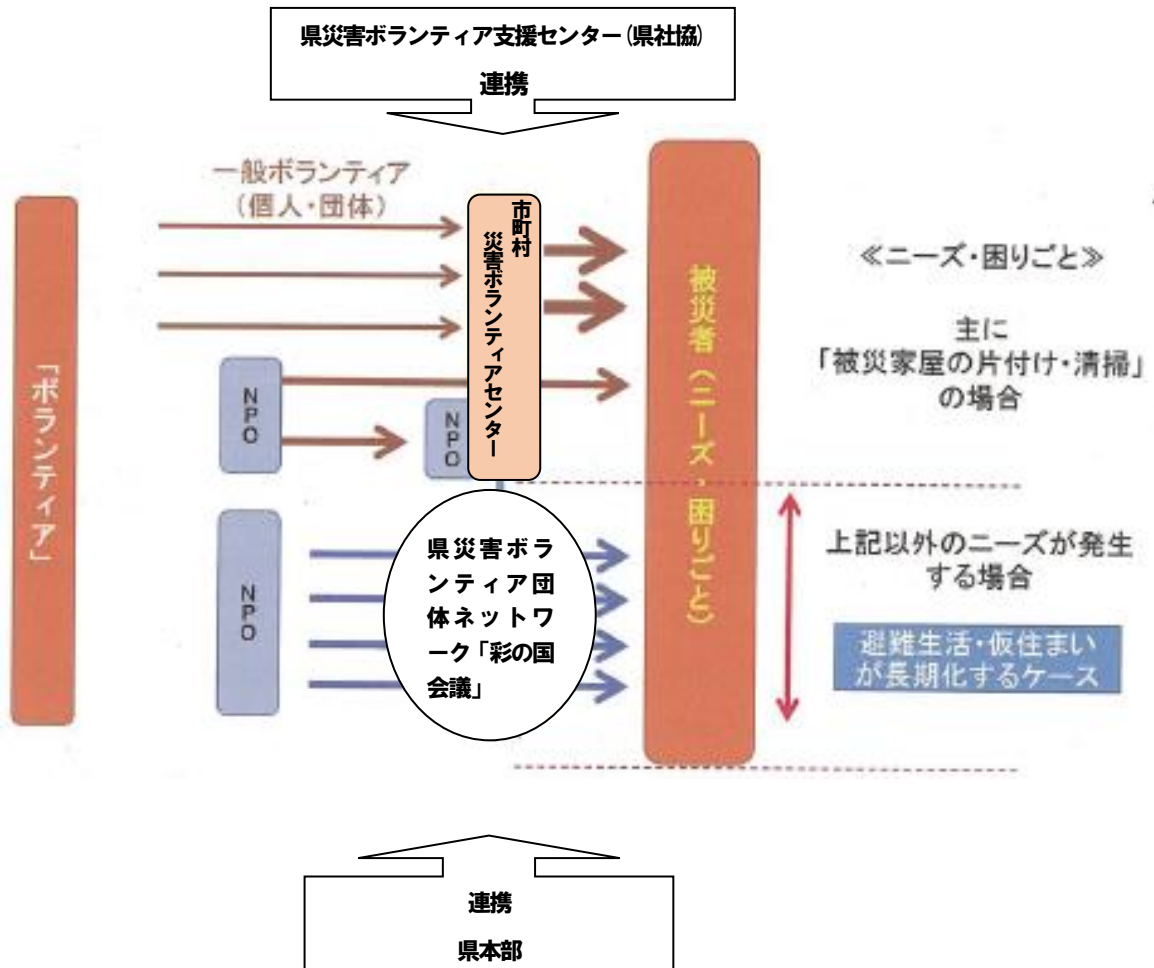 県災害ボランティア支援センター(県社協)
連携
一般ボランティア
(個人・団体)
「ボランティア」
市町村
災害ボランティアセンター
NPO
NPO
NPO
県災害ボラ
ンティア団
体ネットワ
ーク「彩の国
会議」
被災者(ニーズ・困りごと)
≪ニーズ・困りごと≫
主に
「被災家屋の片付け・清掃」
の場合
上記以外のニーズが発生
する場合
避難生活・仮住まい
が長期化するケース
連携
県本部